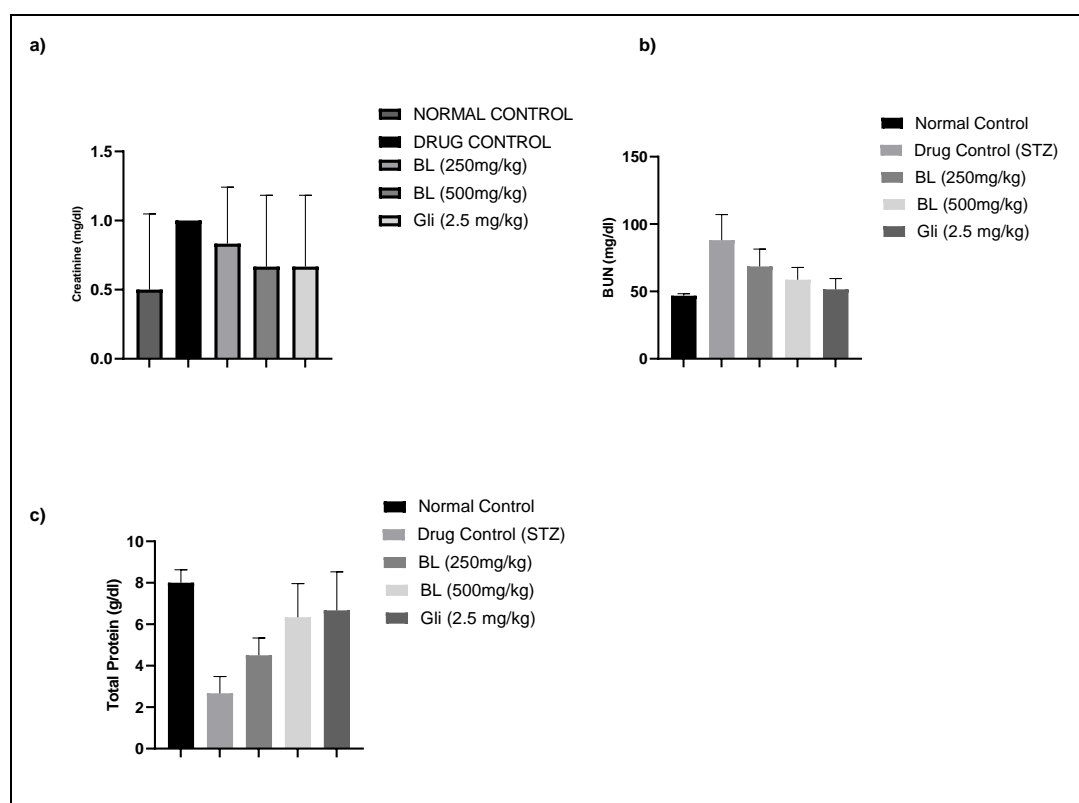 a)
NORMAL CONTROL
DRUG CONTROL
BL (250mg/kg)
BL (500mg/kg)
Gli (2.5 mg/kg)
1.5
1.0
0.5
0.0
Creatinine (mg/dl)
b)
Normal Control
Drug Control (STZ)
BL (250mg/kg)
BL (500mg/kg)
Gli (2.5 mg/kg)
150
100
50
0
BUN (mg/dl)
c)
Normal Control
Drug Control (STZ)
BL (250mg/kg)
BL (500mg/kg)
Gli (2.5 mg/kg)
10
8
6
4
2
0
Total Protein (g/dl)